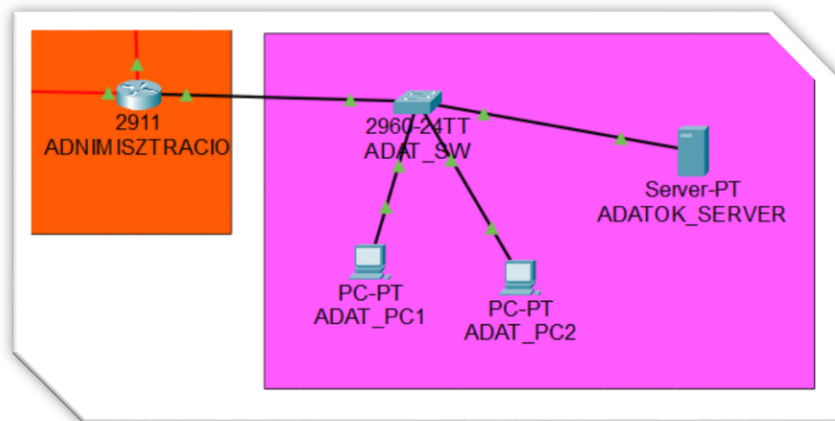 2911
ADNIMISZTRACIO
2960-24TT
ADAT_SW
Server-PT
ADATOK_SERVER
PC-PT
ADAT_PC1
PC-PT
ADAT_PC2